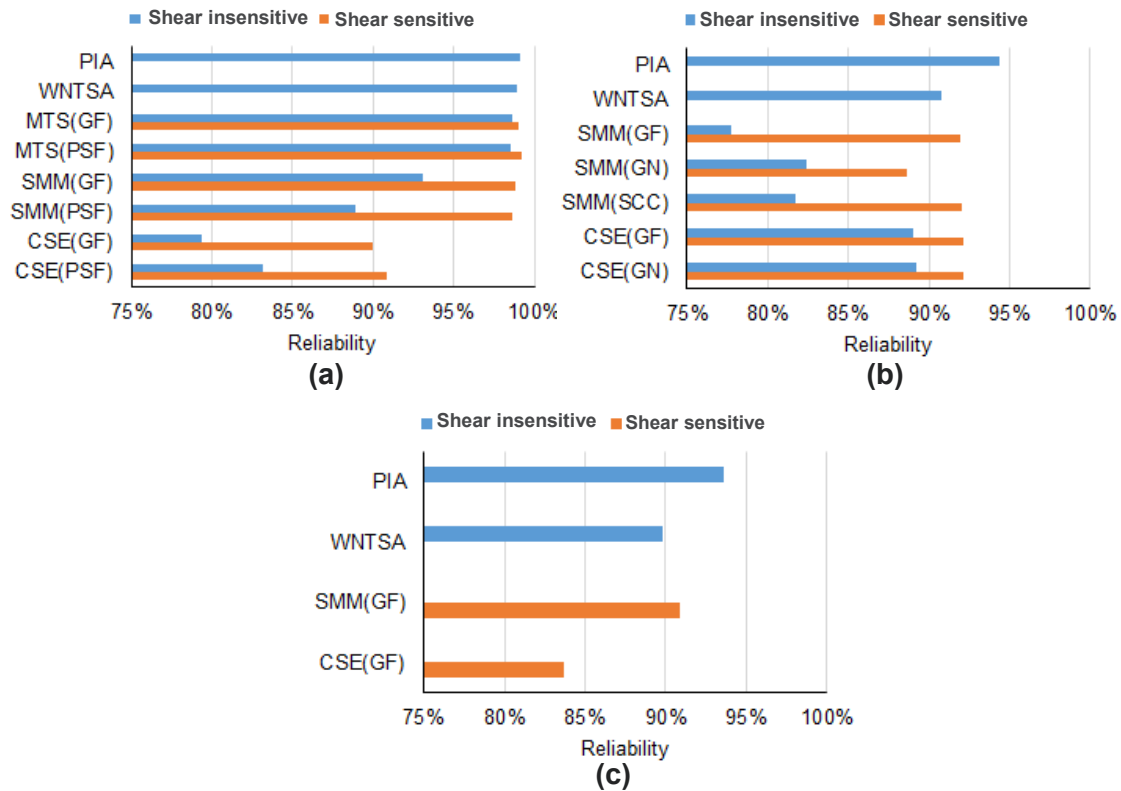 Shear insensitive Shear sensitive
PIA
WNTSA
MTS(GF)
MTS(PSF)
SMM(GF)
SMM(PSF)
CSE(GF)
CSE(PSF)
75% 80% 85% 90% 95% 100%
Reliability
(a)
Shear insensitive Shear sensitive
PIA
WNTSA
SMM(GF)
SMM(GN)
SMM(SCC)
CSE(GF)
CSE(GN)
75% 80% 85% 90% 95% 100%
Reliability
(b)
Shear insensitive Shear sensitive
PIA
WNTSA
SMM(GF)
CSE(GF)
75% 80% 85% 90% 95% 100%
Reliability
(c)